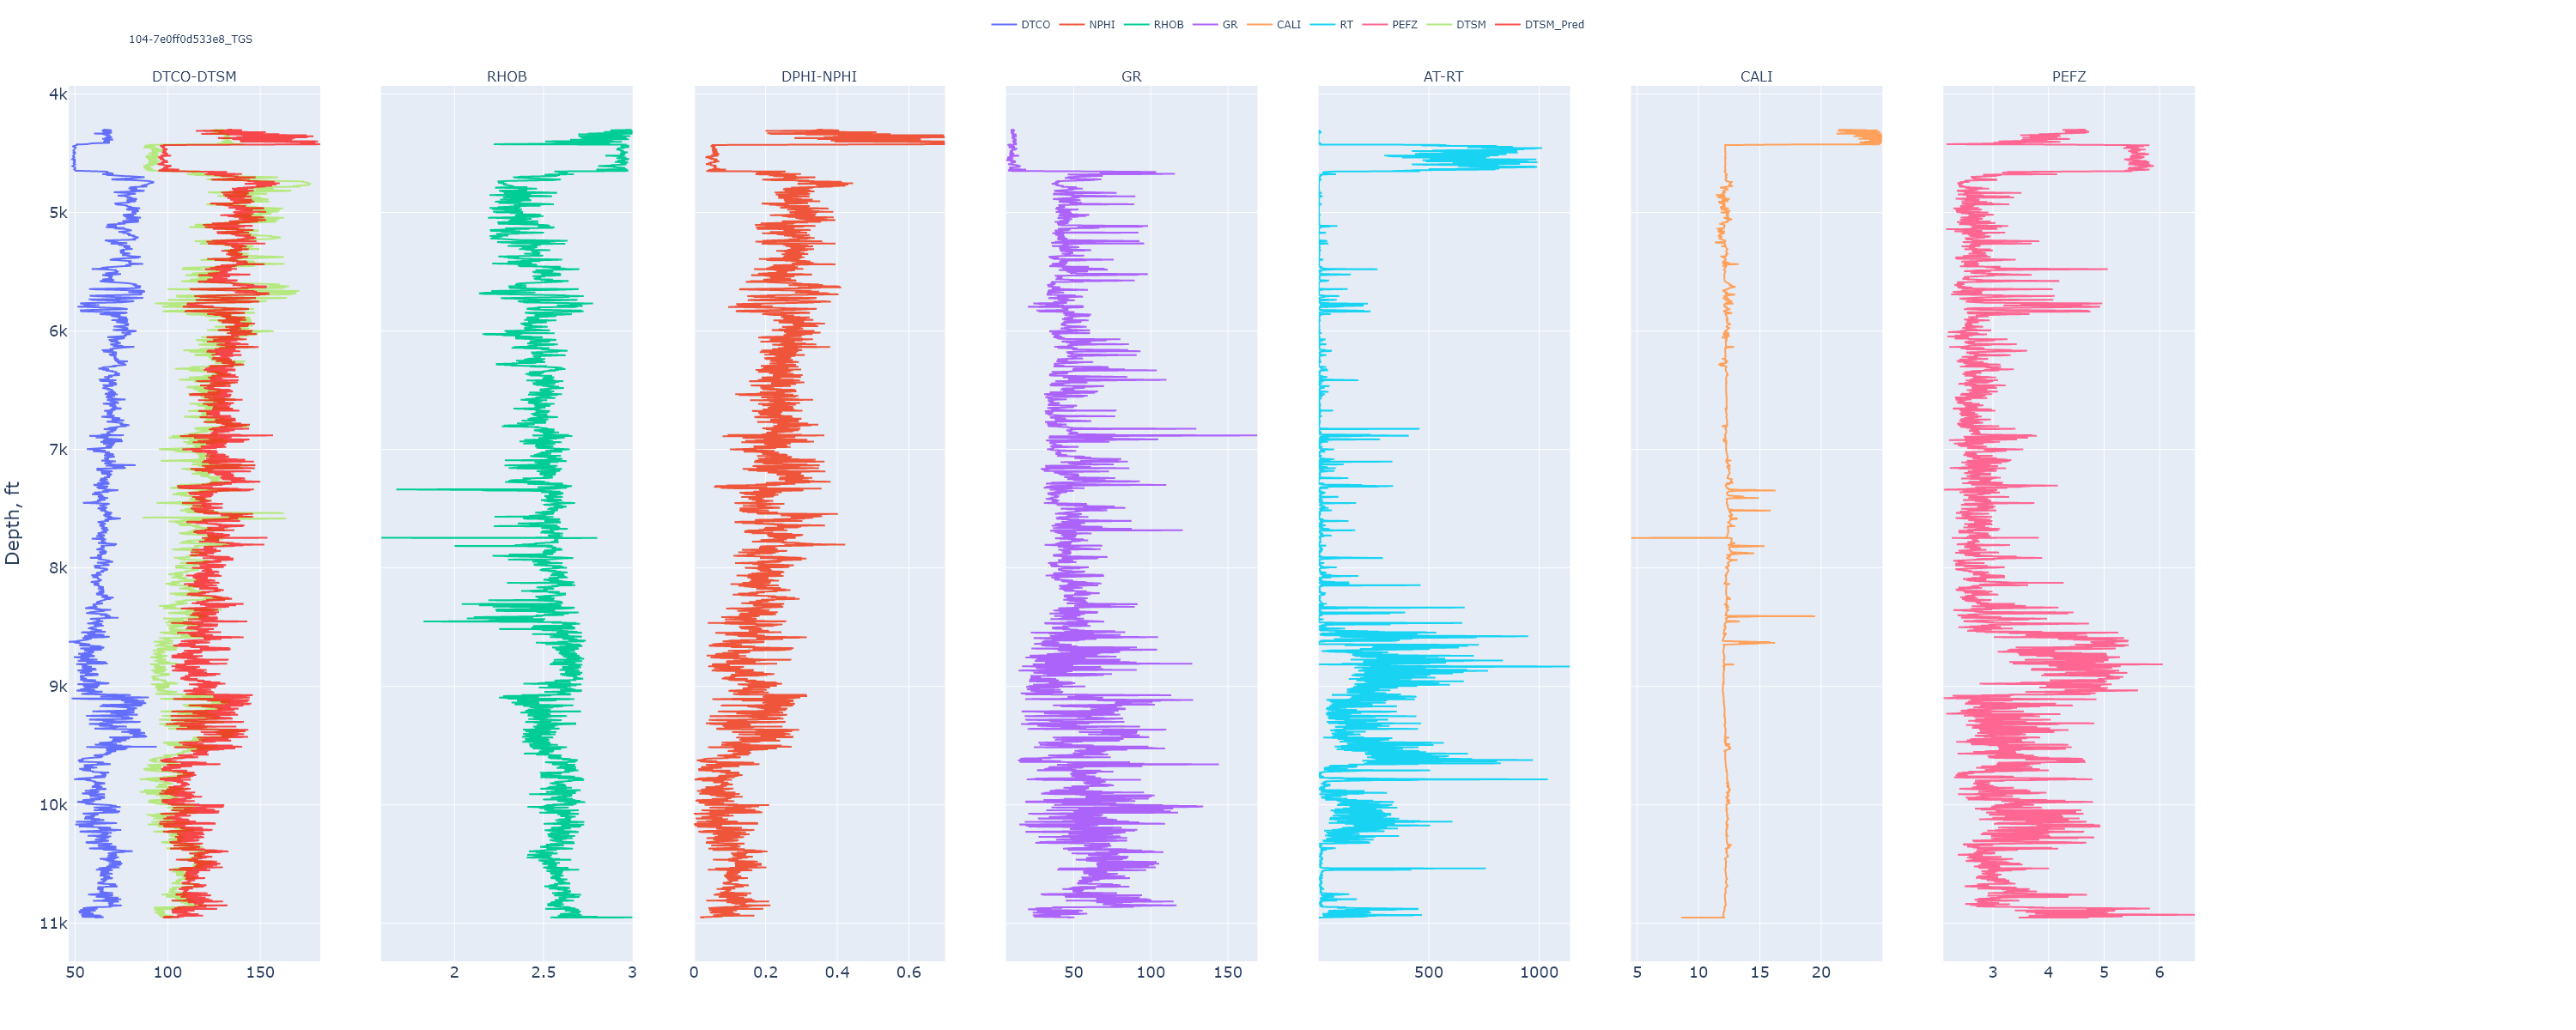 DTCO NPHI RHOB GR CALI RT PEFZ DTSM DTSM_Pred
104-7e0ff0d533e8_TGS
DTCO-DTSM RHOB DPHI-NPHI GR AT-RT CALI PEFZ
4k
5k
6k
7k
8k
9k
10k
11k
Depth, ft
50 100 150 2 2.5 3 0 0.2 0.4 0.6 50 100 150 500 1000 5 10 15 20 3 4 5 6